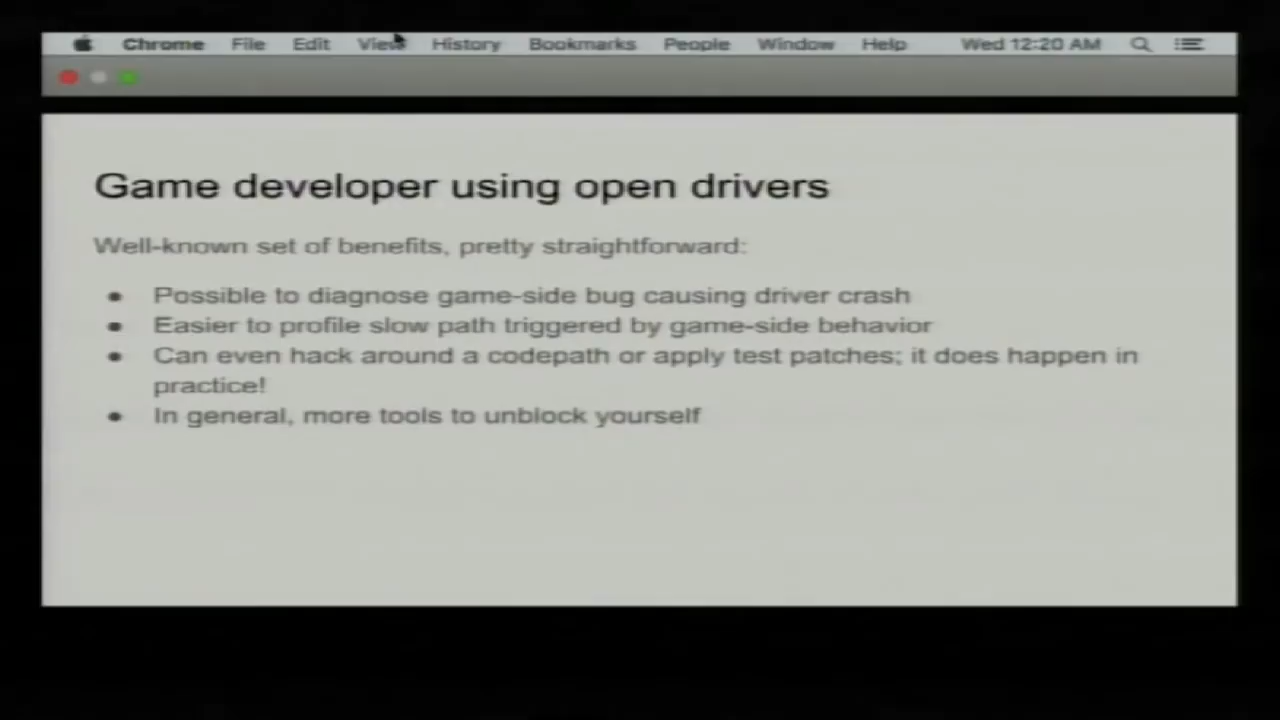 Chrome File Edit View History Bookmarks People Window Help Wed 12:20 AM
Game developer using open drivers
Well-known set of benefits, pretty straightforward:
● Possible to diagnose game-side bug causing driver crash
● Easier to profile slow path triggered by game-side behavior
● Can even hack around a codepath or apply test patches; it does happen in
practice!
● In general, more tools to unblock yourself